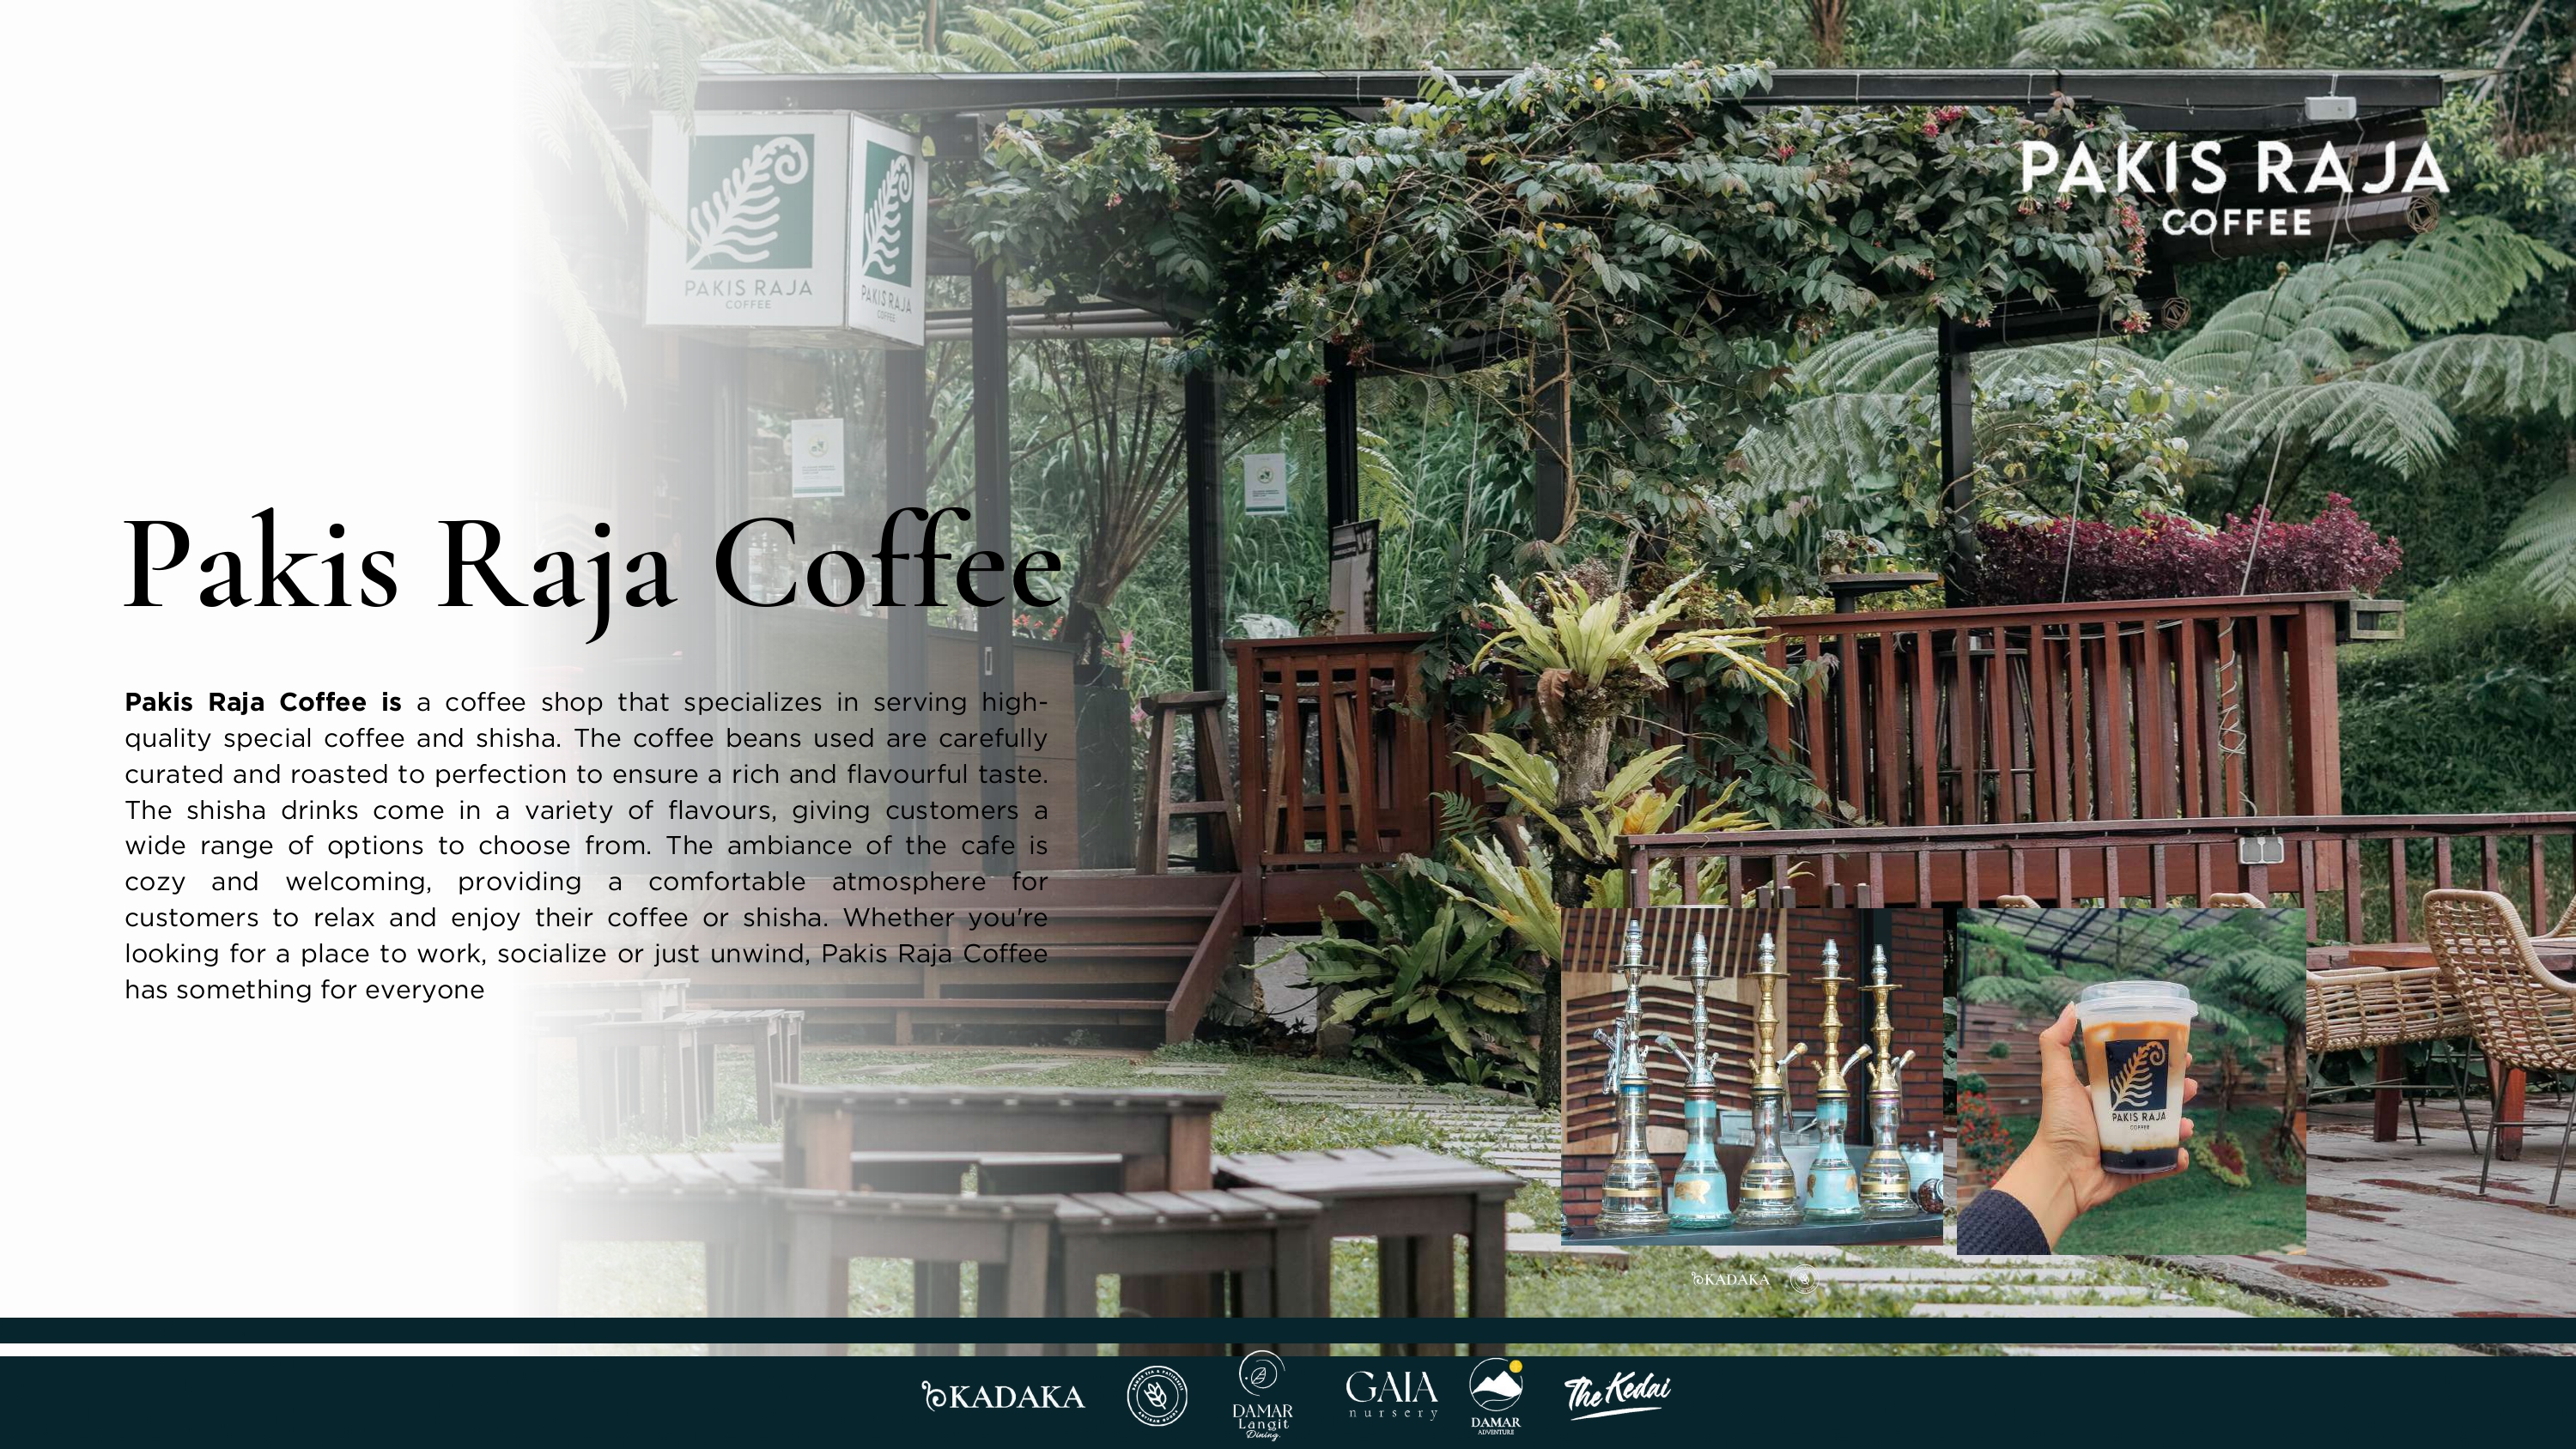 PAKIS RAJA
COFFEE
PAKIS RAJA
COFFEE
PAKIS RAJA
COFFEE
Pakis Raja Coffee
Pakis Raja Coffee is a coffee shop that specializes in serving high-
quality special coffee and shisha. The coffee beans used are carefully
curated and roasted to perfection to ensure a rich and flavourful taste.
The shisha drinks come in a variety of flavours, giving customers a
wide range of options to choose from. The ambiance of the cafe is
cozy and welcoming, providing a comfortable atmosphere for
customers to relax and enjoy their coffee or shisha. Whether you're
looking for a place to work, socialize or just unwind, Pakis Raja Coffee
has something for everyone
PAKIS RAJA
COFFEE
KADAKA
KADAKA
DAMAR
Langit
Dining.
GAIA
nursery
DAMAR
ADVENTURE
The Kedai